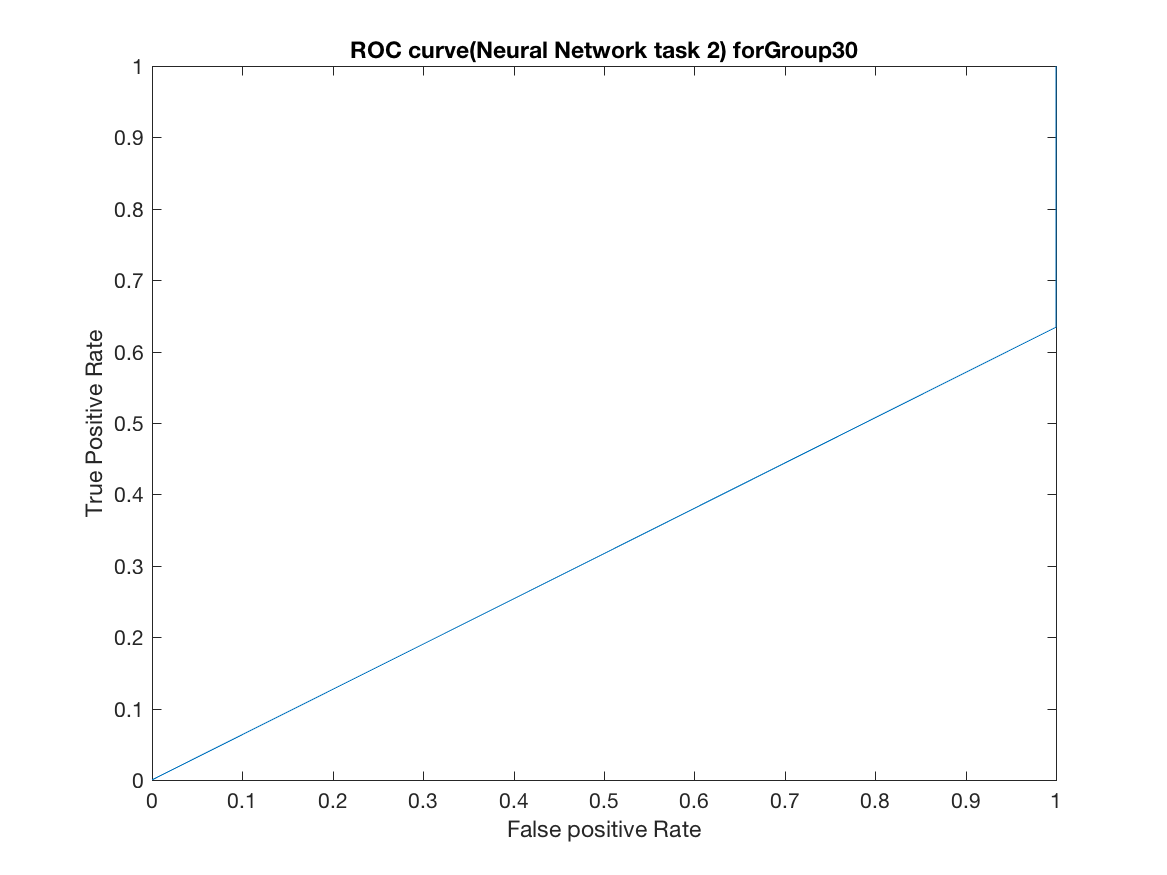 ROC curve(Neural Network task 2) forGroup30
1
0.9
0.8
0.7
0.6
0.5
0.4
0.3
0.2
0.1
0
True Positive Rate
0 0.1 0.2 0.3 0.4 0.5 0.6 0.7 0.8 0.9 1
False positive Rate